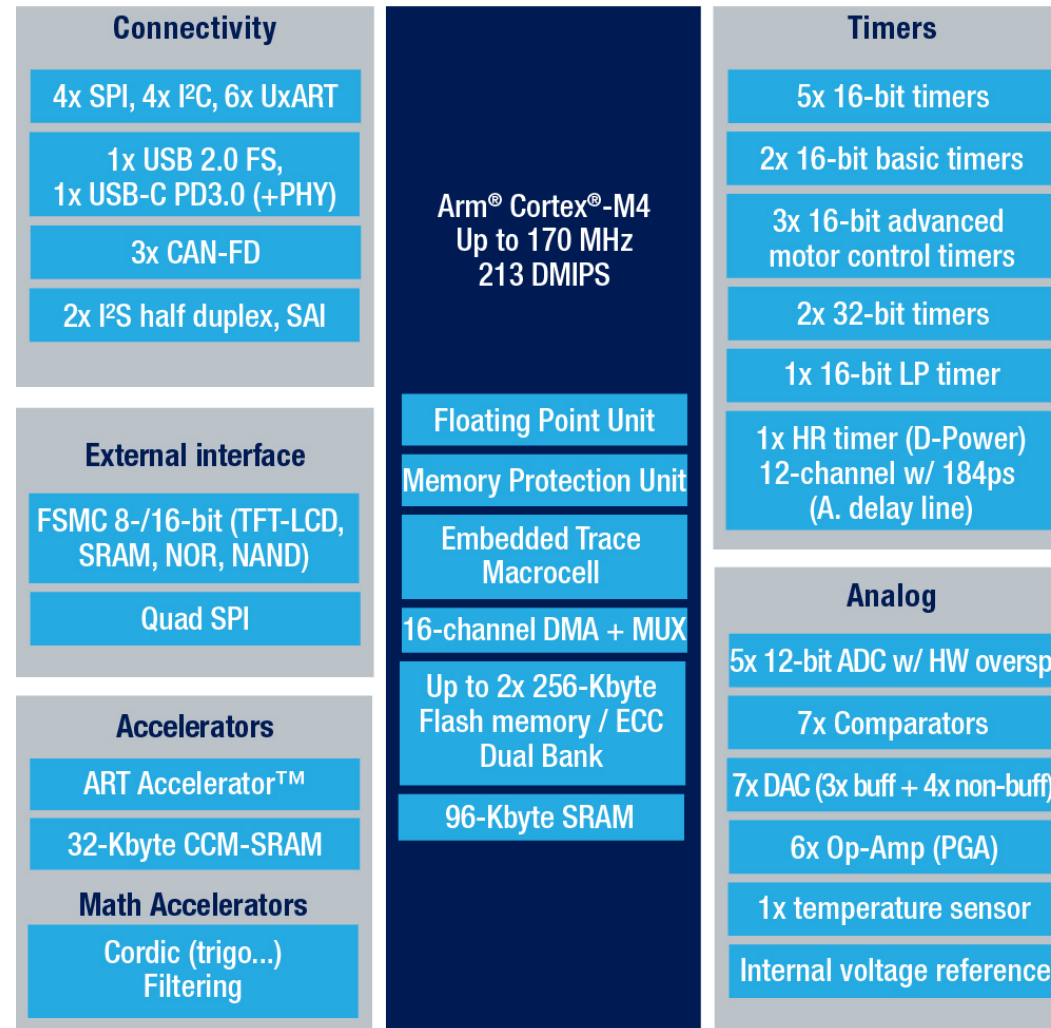 Connectivity
4x SPI, 4x I²C, 6x UxART
1x USB 2.0 FS,
1x USB-C PD3.0 (+PHY)
3x CAN-FD
2x I²S half duplex, SAI
External interface
FSMC 8-/16-bit (TFT-LCD,
SRAM, NOR, NAND)
Quad SPI
Accelerators
ART Accelerator™
32-Kbyte CCM-SRAM
Math Accelerators
Cordic (trigo...)
Filtering
Arm® Cortex®-M4
Up to 170 MHz
213 DMIPS
Floating Point Unit
Memory Protection Unit
Embedded Trace
Macrocell
16-channel DMA + MUX
Up to 2x 256-Kbyte
Flash memory / ECC
Dual Bank
96-Kbyte SRAM
Timers
5x 16-bit timers
2x 16-bit basic timers
3x 16-bit advanced
motor control timers
2x 32-bit timers
1x 16-bit LP timer
1x HR timer (D-Power)
12-channel w/ 184ps
(A. delay line)
Analog
5x 12-bit ADC w/ HW overspl
7x Comparators
7x DAC (3x buff + 4x non-buff)
6x Op-Amp (PGA)
1x temperature sensor
Internal voltage reference